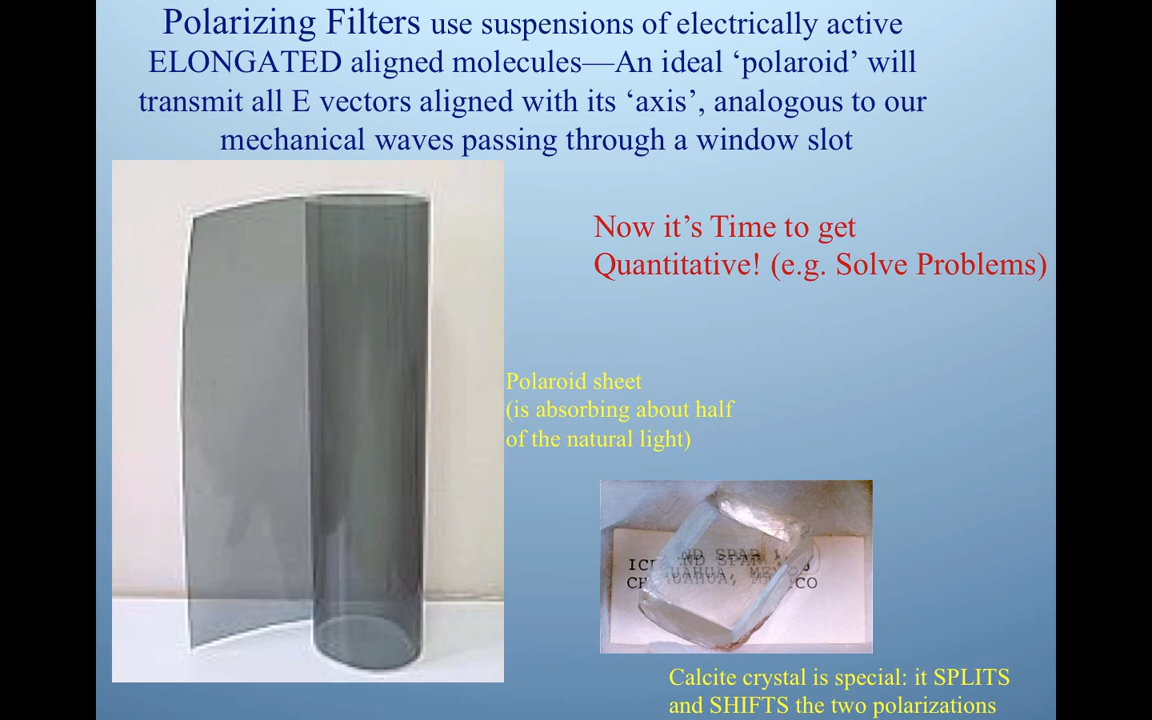 Polarizing Filters use suspensions of electrically active
ELONGATED aligned molecules—An ideal ‘polaroid’ will
transmit all E vectors aligned with its ‘axis’, analogous to our
mechanical waves passing through a window slot
Now it’s Time to get
Quantitative! (e.g. Solve Problems)
Polaroid sheet
(is absorbing about half
of the natural light)
ND SPAR
CO
Calcite crystal is special: it SPLITS
and SHIFTS the two polarizations